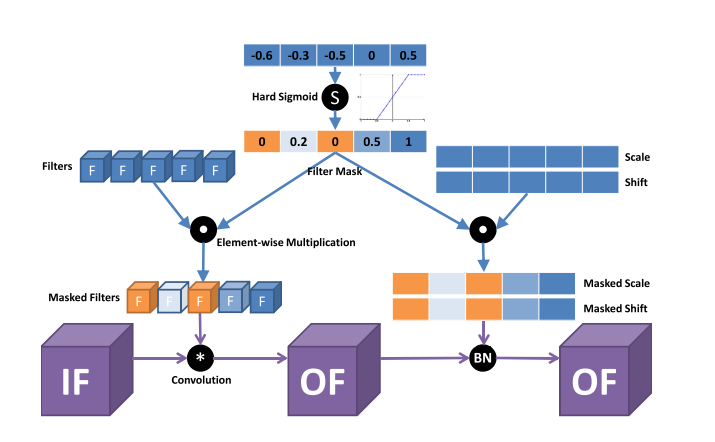 -0.6 -0.3 -0.5 0 0.5
Hard Sigmoid S
0 0.2 0 0.5 1
Filters F F F F F
Filter Mask
Scale
Shift
Element-wise Multiplication
Masked Filters F F F F F
Masked Scale
Masked Shift
IF * OF BN OF
Convolution